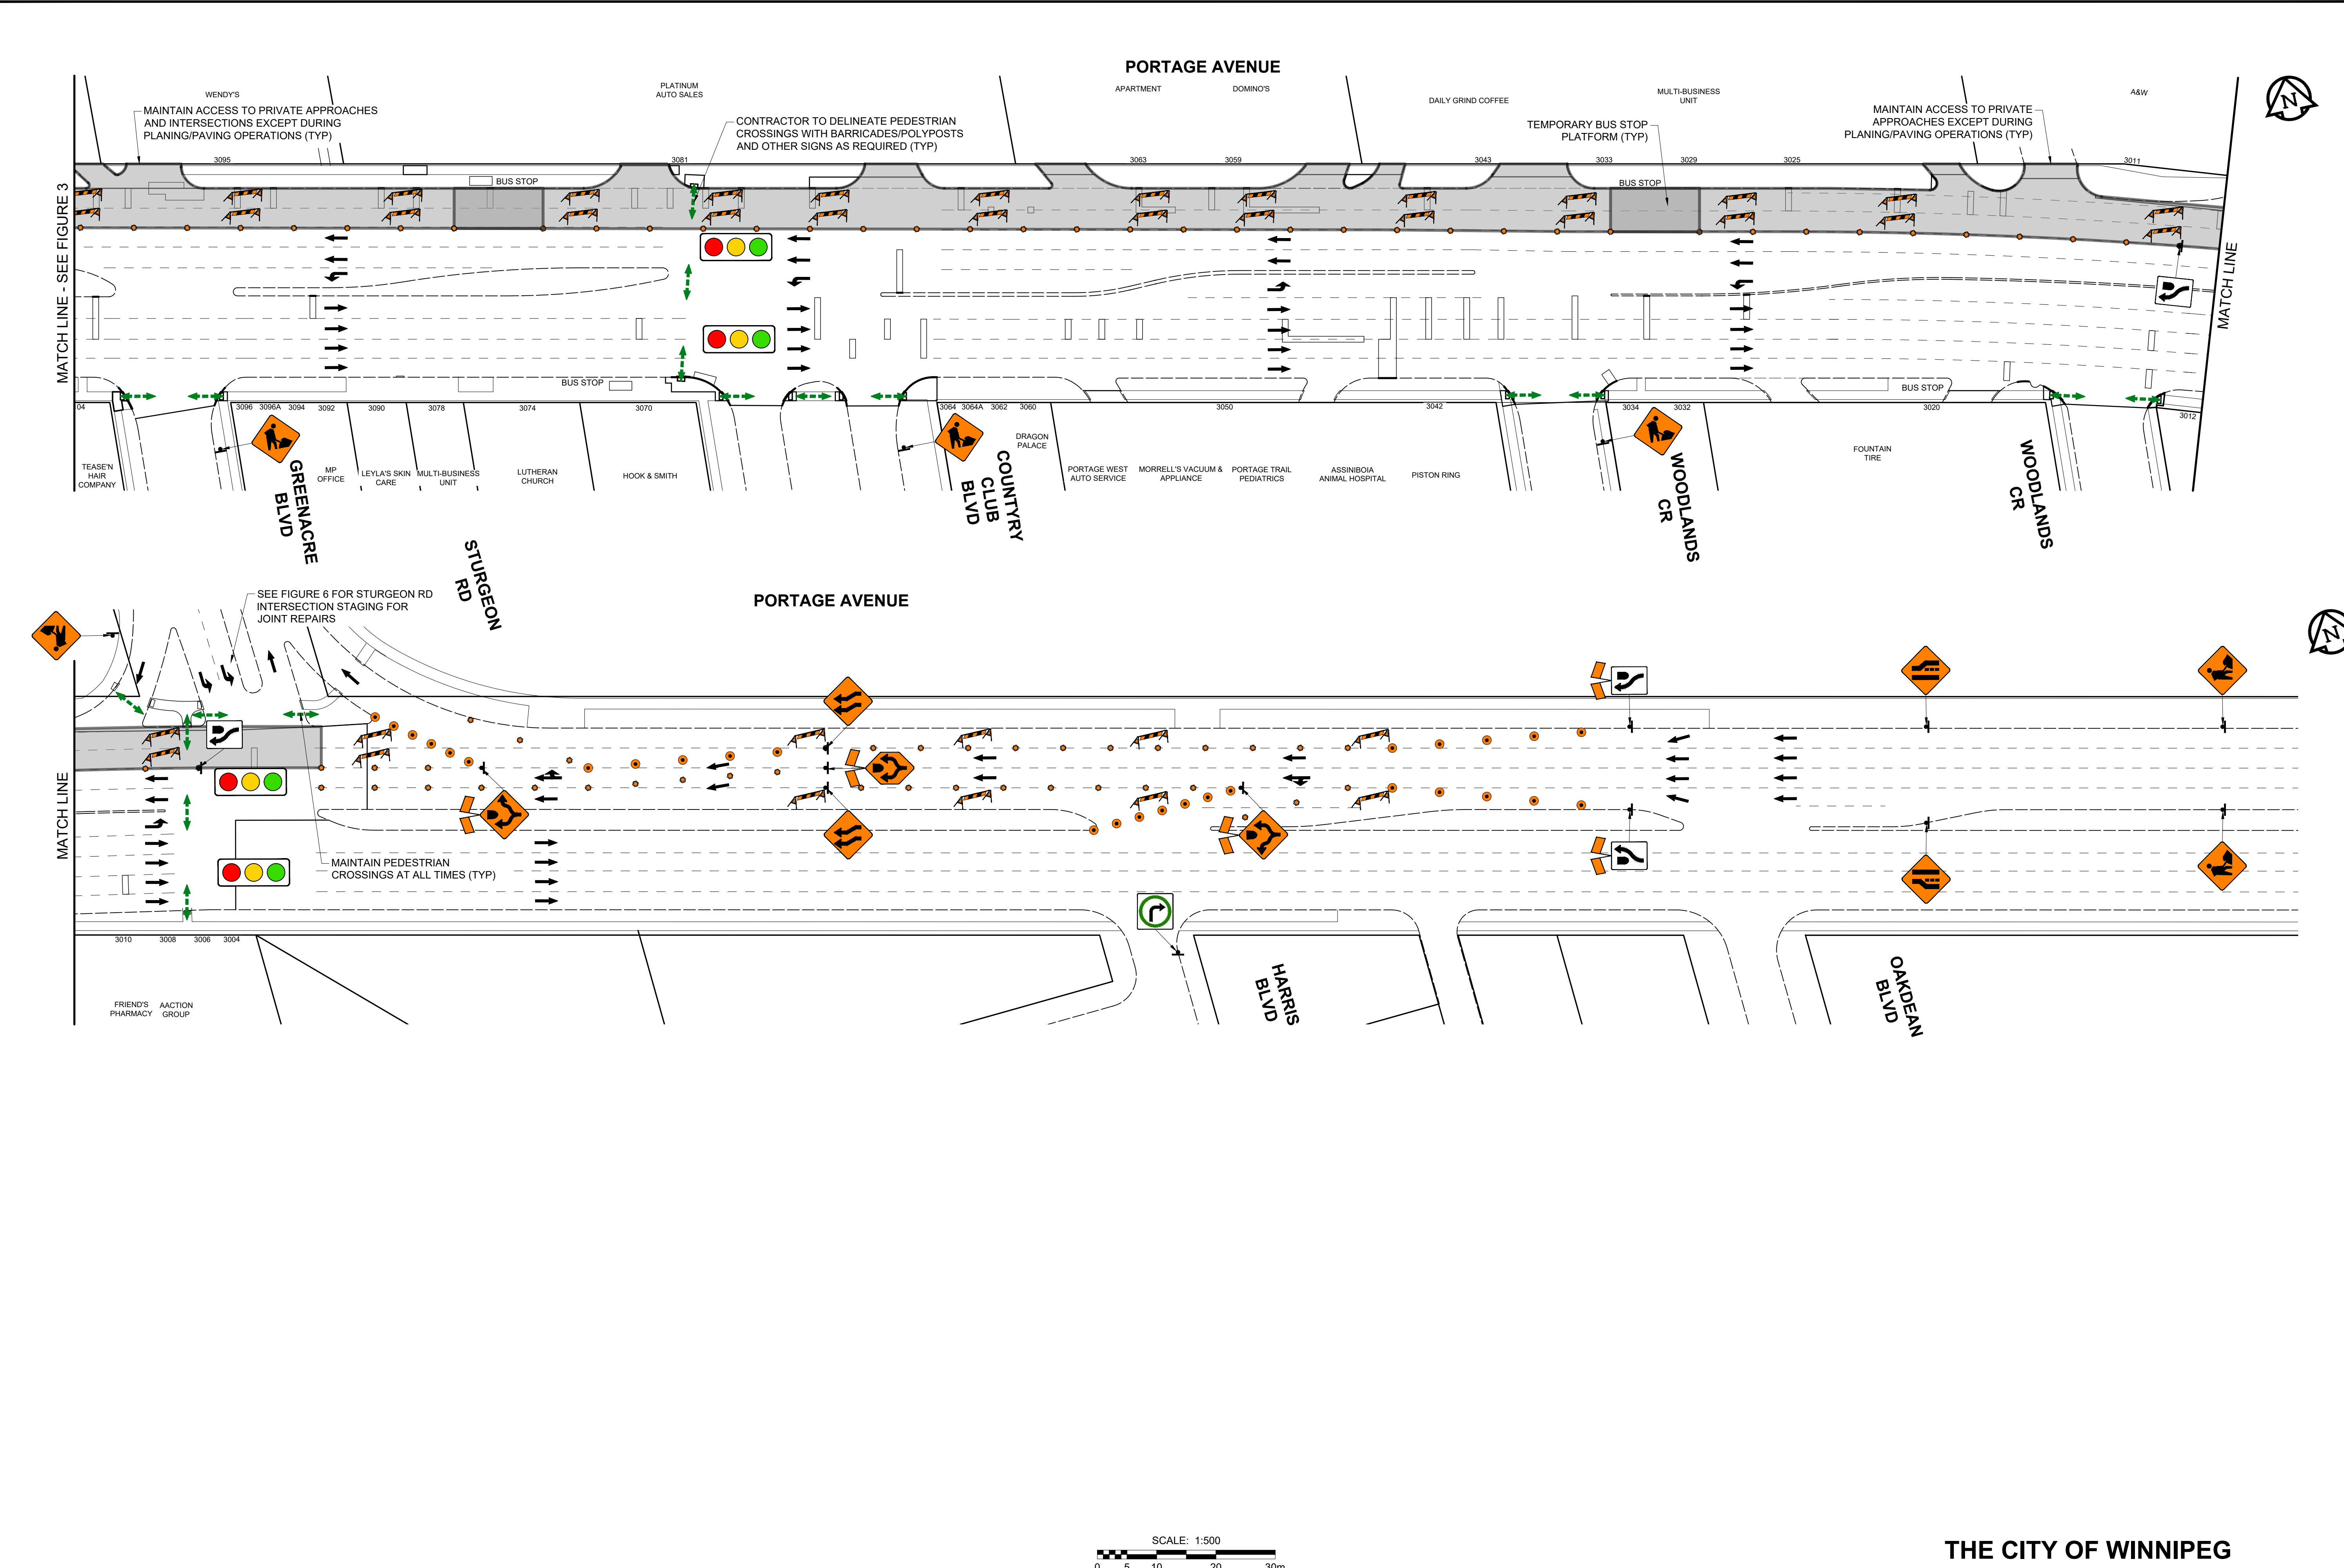 PORTAGE AVENUE
WENDY'S
PLATINUM
AUTO SALES
APARTMENT
DOMINO'S
DAILY GRIND COFFEE
MULTI-BUSINESS
UNIT
A&W
N
MAINTAIN ACCESS TO PRIVATE APPROACHES
AND INTERSECTIONS EXCEPT DURING
PLANING/PAVING OPERATIONS (TYP)
CONTRACTOR TO DELINEATE PEDESTRIAN
CROSSINGS WITH BARRICADES/POLYPOSTS
AND OTHER SIGNS AS REQUIRED (TYP)
TEMPORARY BUS STOP
PLATFORM (TYP)
MAINTAIN ACCESS TO PRIVATE
APPROACHES EXCEPT DURING
PLANING/PAVING OPERATIONS (TYP)
3095
3081
3063
3059
3043
3033
3029
3025
3011
BUS STOP
BUS STOP
MATCH LINE - SEE FIGURE 3
MATCH LINE
BUS STOP
BUS STOP
04
3096
3096A
3094
3092
3090
3078
3074
3070
3064
3064A
3062
3060
3050
3042
3034
3032
3020
3012
TEASE'N
HAIR
COMPANY
GREENACRE
BLVD
MP
OFFICE
LEYLA'S SKIN
CARE
MULTI-BUSINESS
UNIT
LUTHERAN
CHURCH
HOOK & SMITH
COUNTYRY
CLUB
BLVD
DRAGON
PALACE
PORTAGE WEST
AUTO SERVICE
MORRELL'S VACUUM &
APPLIANCE
PORTAGE TRAIL
PEDIATRICS
ASSINIBOIA
ANIMAL HOSPITAL
PISTON RING
WOODLANDS
CR
FOUNTAIN
TIRE
WOODLANDS
CR
STURGEON
RD
SEE FIGURE 6 FOR STURGEON RD
INTERSECTION STAGING FOR
JOINT REPAIRS
PORTAGE AVENUE
N
MATCH LINE
MAINTAIN PEDESTRIAN
CROSSINGS AT ALL TIMES (TYP)
3010
3008
3006
3004
FRIEND'S
PHARMACY
AACTION
GROUP
HARRIS
BLVD
OAKDEAN
BLVD
SCALE: 1:500
0 5 10 20 30m
THE CITY OF WINNIPEG